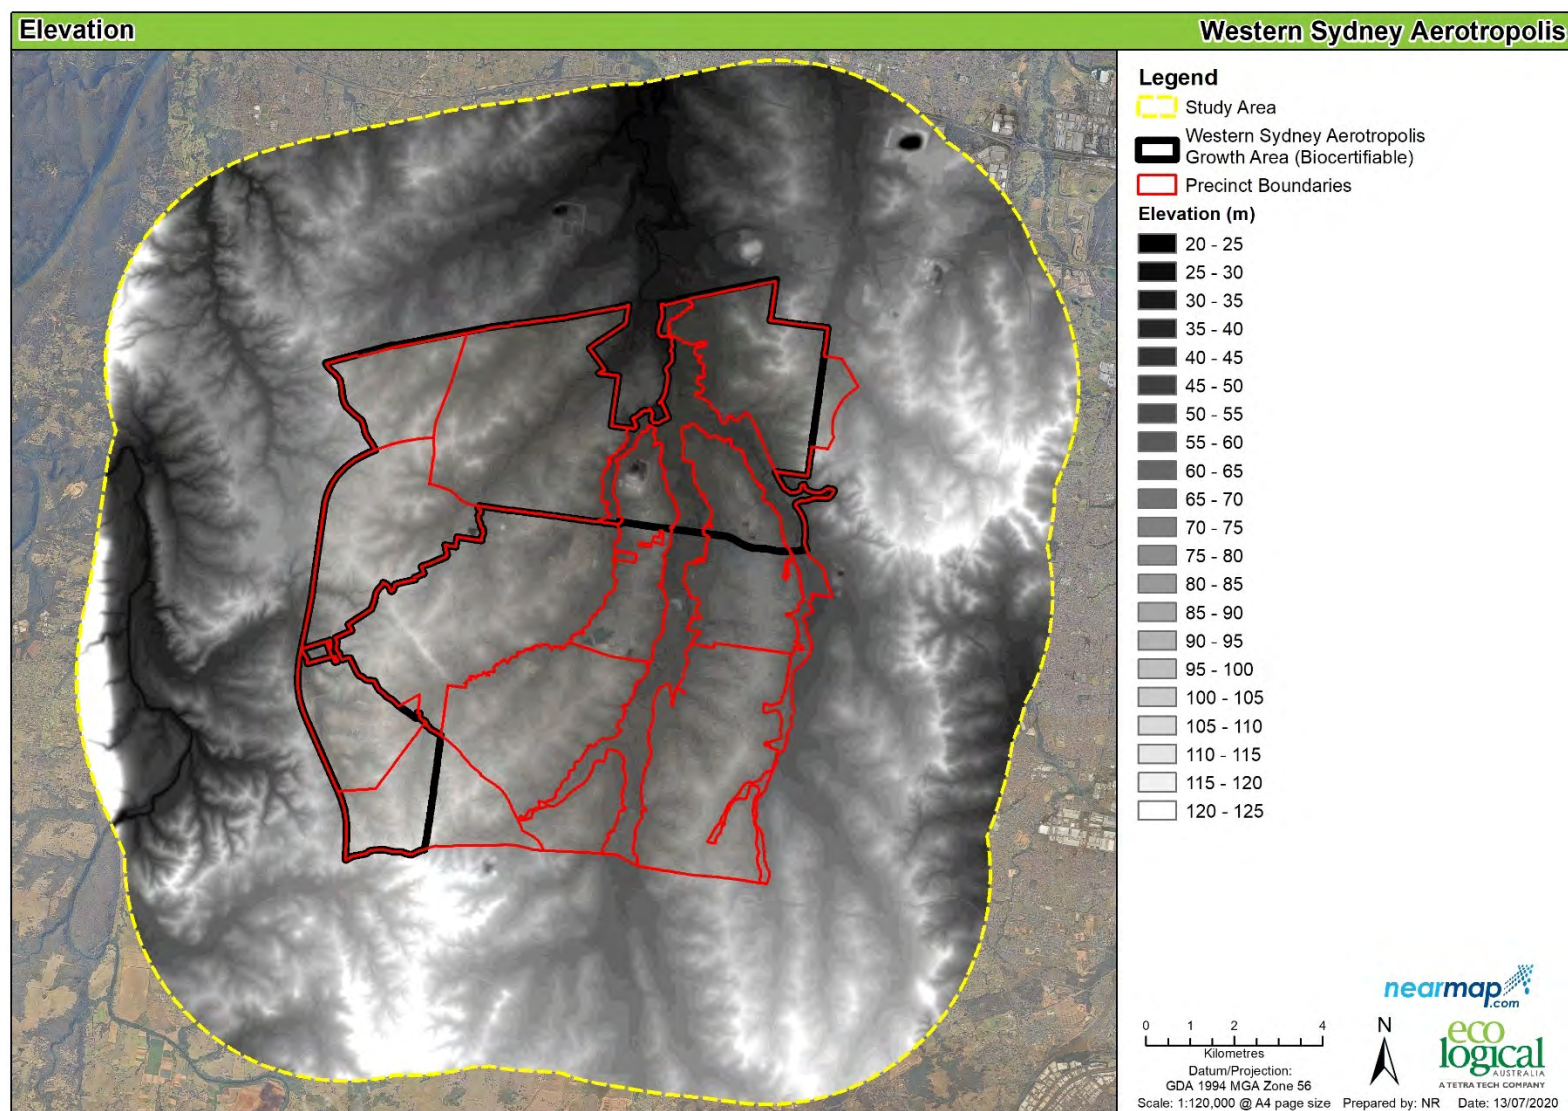 Elevation
Western Sydney Aerotropolis
Legend
Study Area
Western Sydney Aerotropolis
Growth Area (Biocertifiable)
Precinct Boundaries
Elevation (m)
20 - 25
25 - 30
30 - 35
35 - 40
40 - 45
45 - 50
50 - 55
55 - 60
60 - 65
65 - 70
70 - 75
75 - 80
80 - 85
85 - 90
90 - 95
95 - 100
100 - 105
105 - 110
110 - 115
115 - 120
120 - 125
nearmap
.com
0 1 2 4
Kilometres
Datum/Projection:
GDA 1994 MGA Zone 56
N
eco
logical
AUSTRALIA
A TETRA TECH COMPANY
Scale: 1:120,000 @ A4 page size Prepared by: NR Date: 13/07/2020